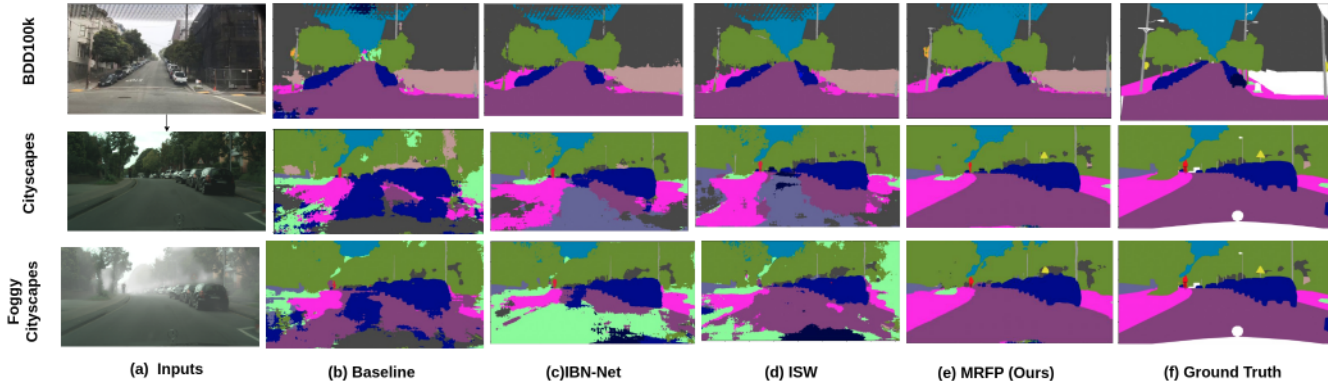 BDD100k
Cityscapes
Foggy
Cityscapes
(a) Inputs
(b) Baseline
(c)IBN-Net
(d) ISW
(e) MRFP (Ours)
(f) Ground Truth